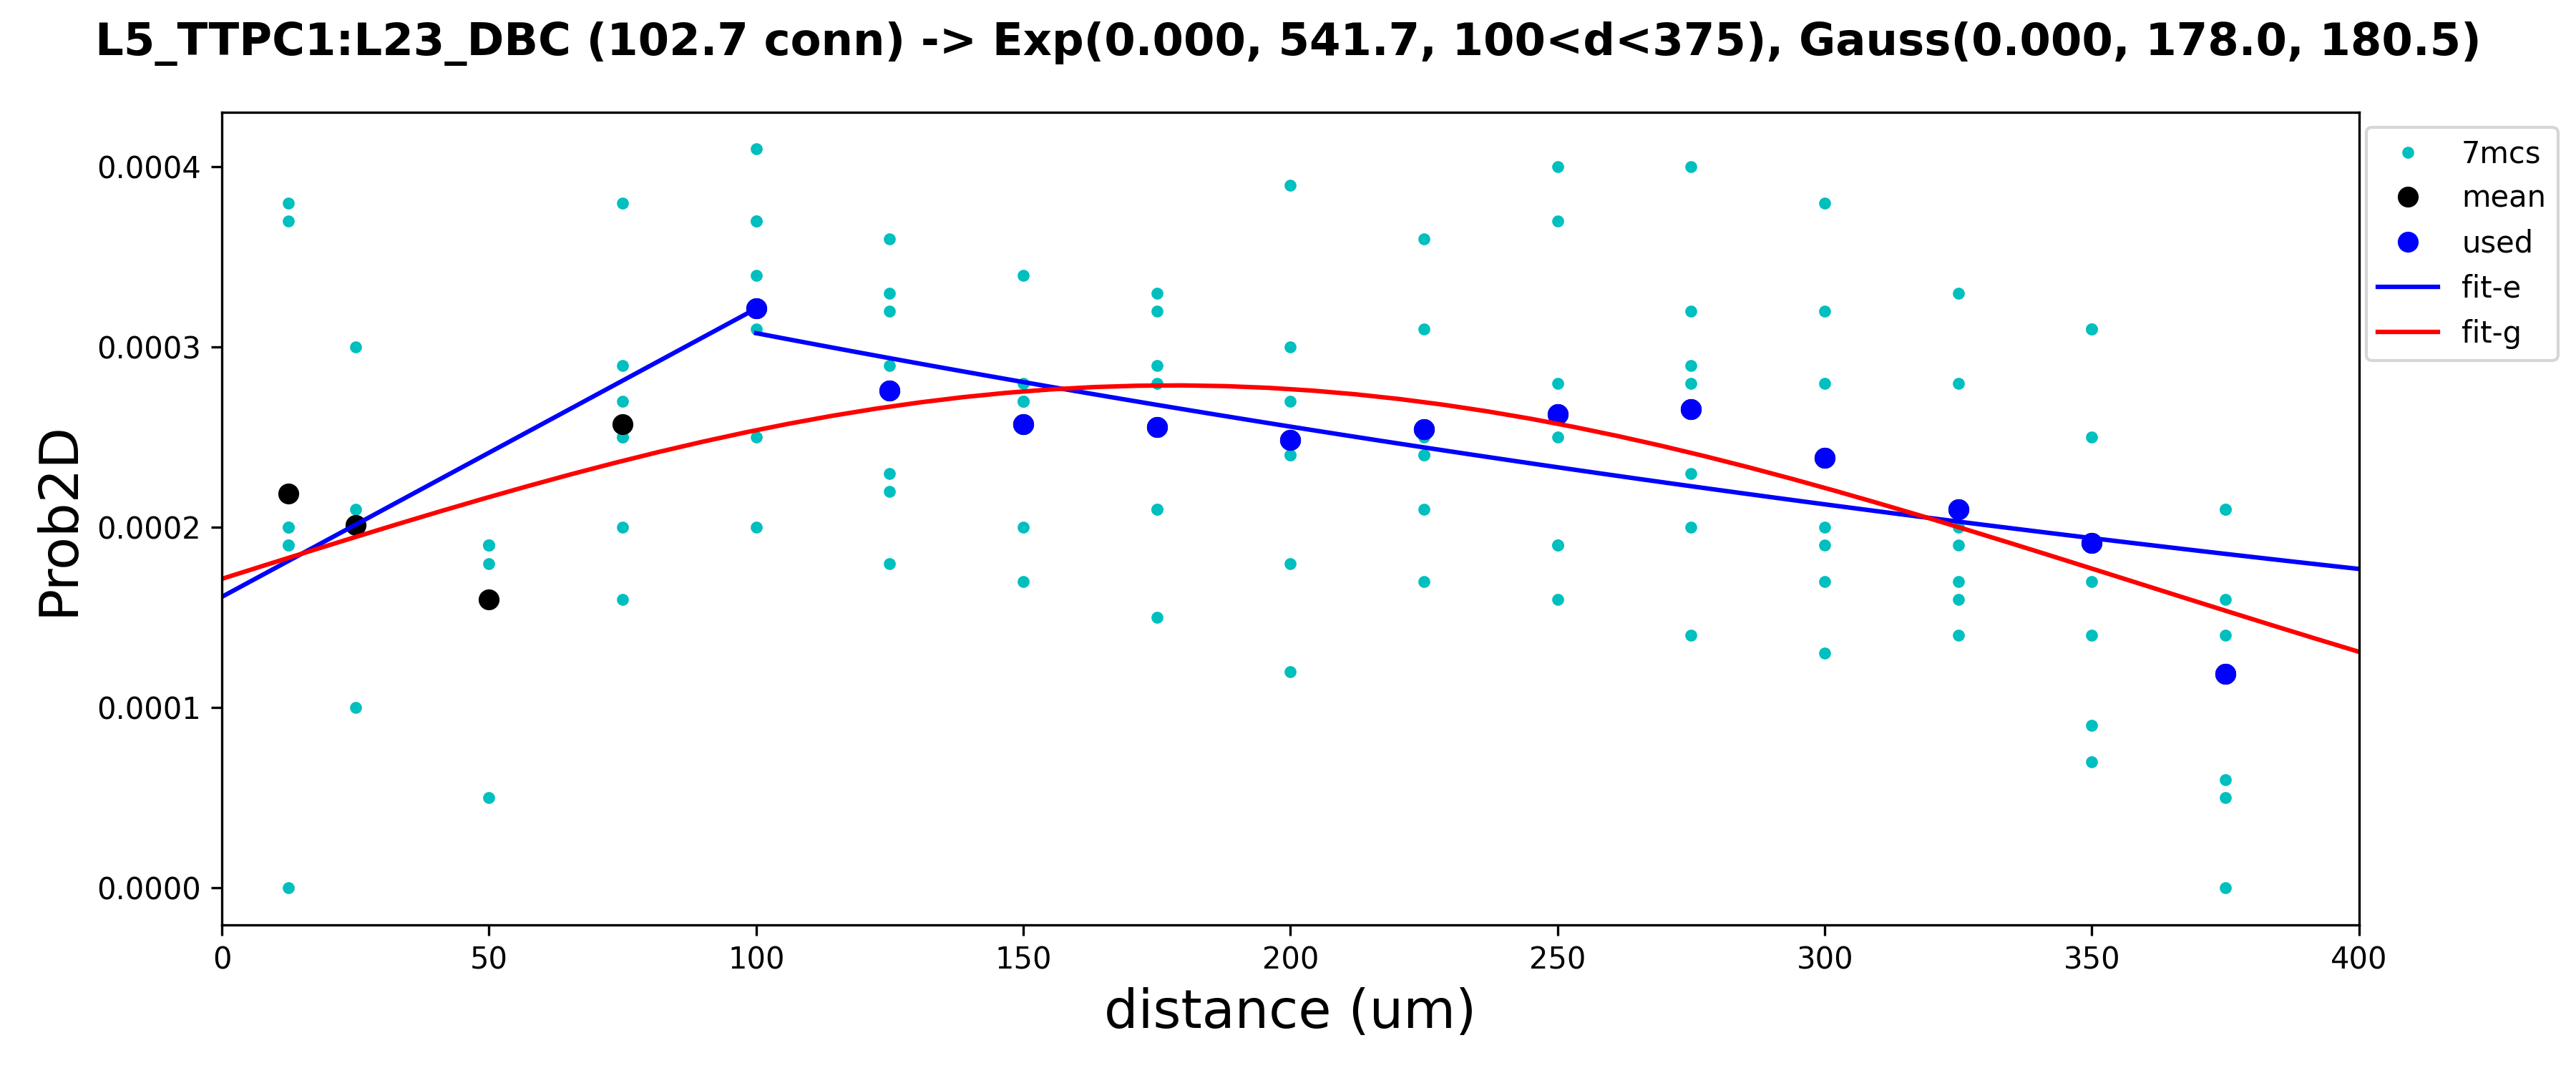 L5_TTPC1:L23_DBC (102.7 conn) -> Exp(0.000, 541.7, 100<d<375), Gauss(0.000, 178.0, 180.5)
7mcs
mean
used
fit-e
fit-g
Prob2D
0.0004
0.0003
0.0002
0.0001
0.0000
0 50 100 150 200 250 300 350 400
distance (um)